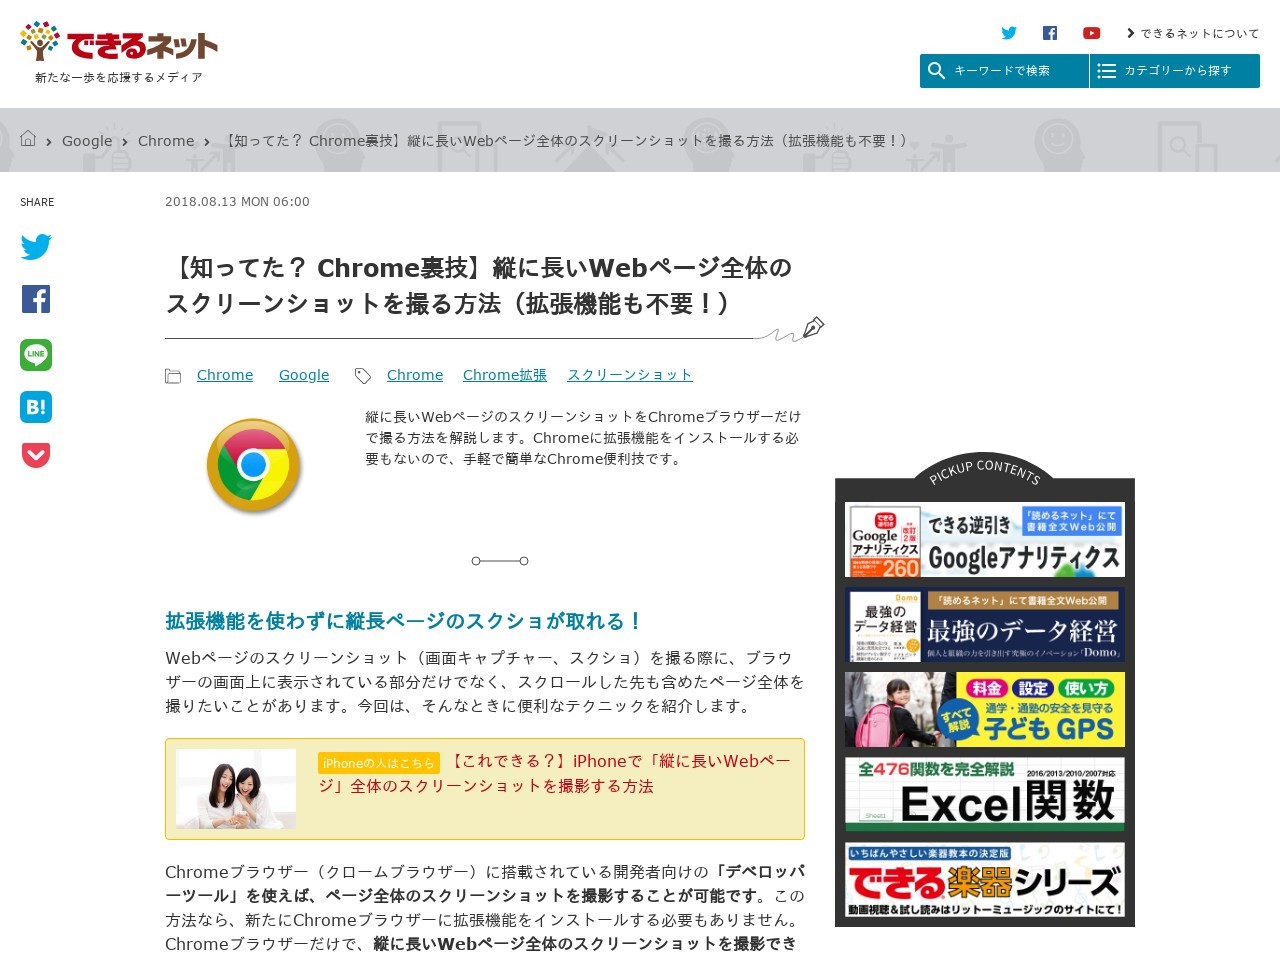 できるネット
新たな一歩を応援するメディア
できるネットについて
キーワードで検索
カテゴリーから探す
Google
Chrome
【知ってた？ Chrome裏技】縦に長いWebページ全体のスクリーンショットを撮る方法（拡張機能も不要！）
SHARE
LINE
B!
2018.08.13 MON 06:00
【知ってた？ Chrome裏技】縦に長いWebページ全体の
スクリーンショットを撮る方法（拡張機能も不要！）
Chrome Google Chrome Chrome拡張 スクリーンショット
縦に長いWebページのスクリーンショットをChromeブラウザーだけ
で撮る方法を解説します。Chromeに拡張機能をインストールする必
要もないので、手軽で簡単なChrome便利技です。
拡張機能を使わずに縦長ページのスクショが取れる！
Webページのスクリーンショット（画面キャプチャー、スクショ）を撮る際に、ブラウ
ザーの画面上に表示されている部分だけでなく、スクロールした先も含めたページ全体を
撮りたいことがあります。今回は、そんなときに便利なテクニックを紹介します。
iPhoneの人はこちら 【これできる？】iPhoneで「縦に長いWebペー
ジ」全体のスクリーンショットを撮影する方法
Chromeブラウザー（クロームブラウザー）に搭載されている開発者向けの「デベロッパ
ーツール」を使えば、ページ全体のスクリーンショットを撮影することが可能です。この
方法なら、新たにChromeブラウザーに拡張機能をインストールする必要もありません。
Chromeブラウザーだけで、縦に長いWebページ全体のスクリーンショットを撮影でき
PICKUP CONTENTS
できる逆引き
Google
アナリティクス
260
「読めるネット」にて
書籍全文Web公開
できる逆引き
Googleアナリティクス
Domo
最強の
データ経営
「読めるネット」にて書籍全文Web公開
最強のデータ経営
個人と組織の力を引き出す究極のイノベーション「Domo」
料金 設定 使い方
すべて
解説
通学・通塾の安全を見守る
子どもGPS
全476関数を完全解説
2016/2013/2010/2007対応
Excel関数
Sheet1
いちばんやさしい楽器教本の決定版
できる楽器シリーズ
動画視聴&試し読みはリットーミュージックのサイトにて！